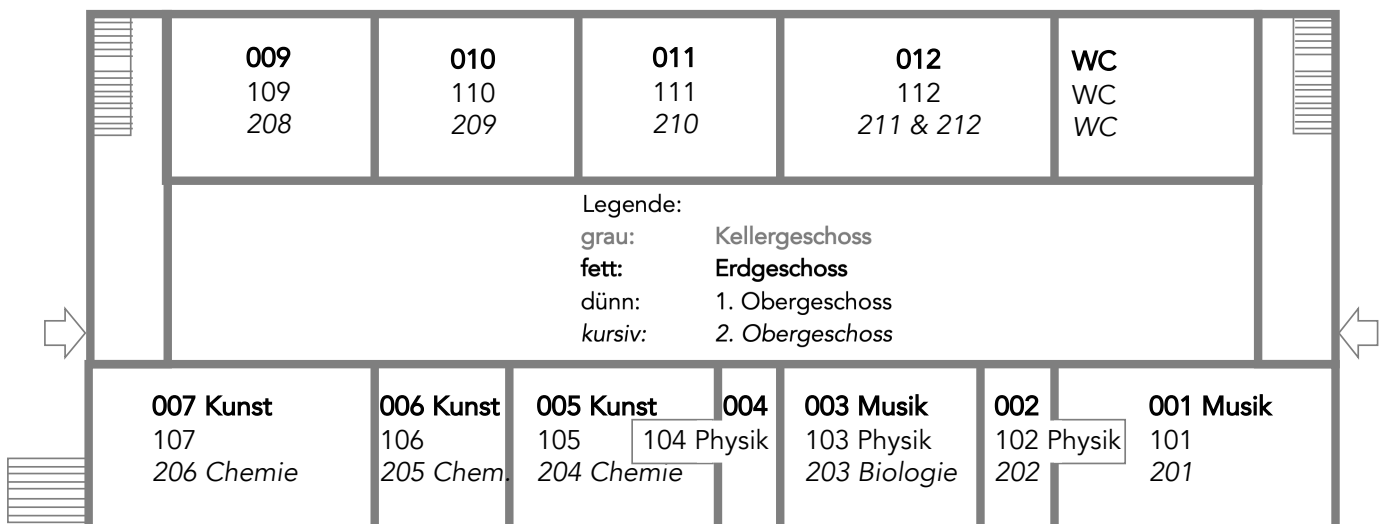 009
109
208
010
110
209
011
111
210
012
112
211 & 212
WC
WC
WC
Legende:
grau: Kellergeschoss
fett: Erdgeschoss
dünn: 1. Obergeschoss
kursiv: 2. Obergeschoss
007 Kunst
107
206 Chemie
006 Kunst
106
205 Chem.
005 Kunst
105
204 Chemie
004
104 Physik
003 Musik
103 Physik
203 Biologie
002
102 Physik
202
001 Musik
101
201